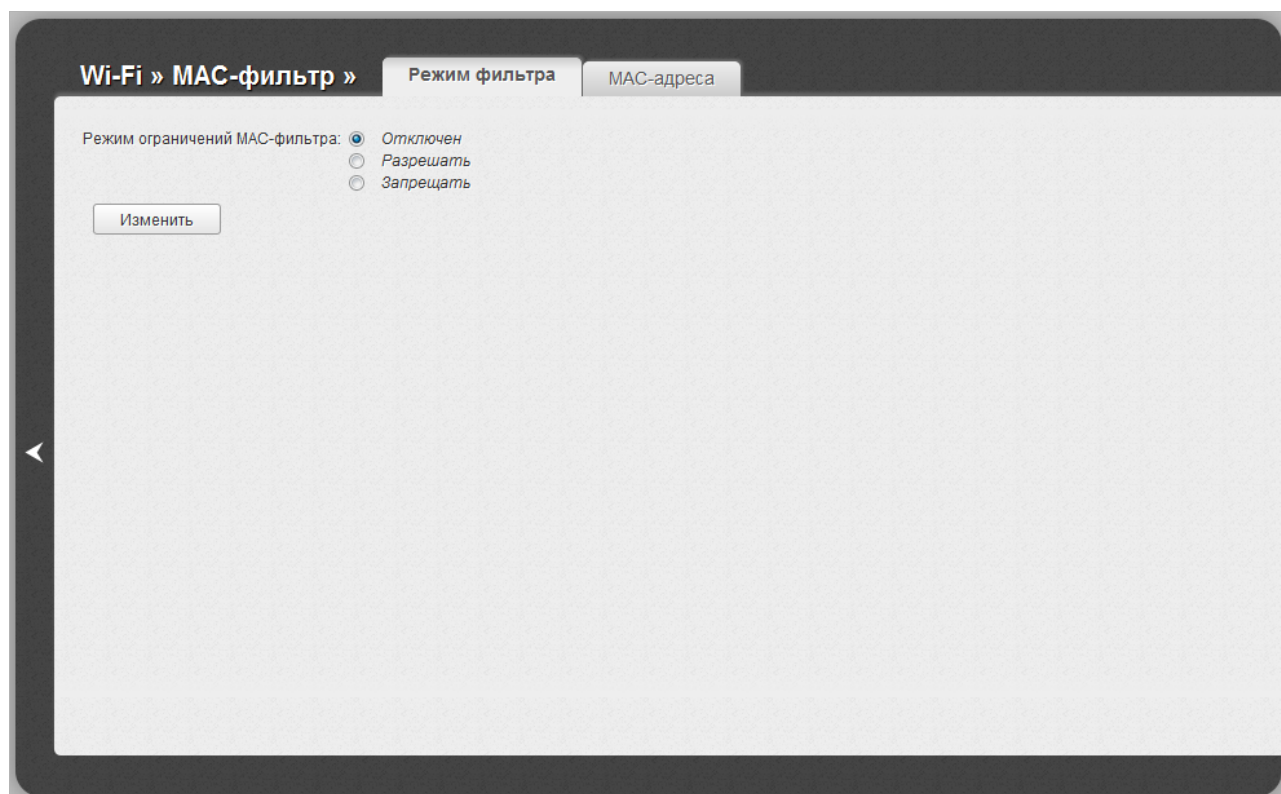 Wi-Fi » MAC-фильтр » Режим фильтра MAC-адреса
Режим ограничений MAC-фильтра: Отключен
Разрешать
Запрещать
Изменить